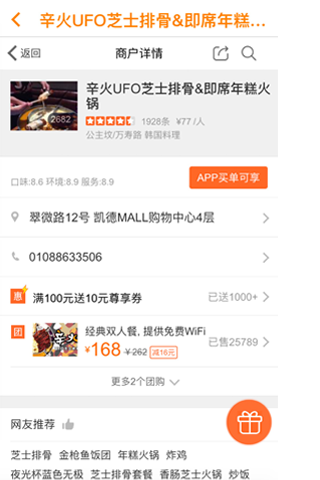 辛火UFO芝士排骨&即席年糕...
返回 商户详情
辛火UFO芝士排骨&即席年糕火
锅
2682
1928条 ¥77 /人
公主坟/万寿路 韩国料理
口味:8.6 环境:8.9 服务:8.9
APP买单可享
翠微路12号 凯德MALL购物中心4层
01088633506
惠 满100元送10元尊享券 已送1000+
团 经典双人餐, 提供免费WiFi
¥168 ¥262 减16元 已售25789
更多2个团购
网友推荐
芝士排骨 金枪鱼饭团 年糕火锅 炸鸡
夜光杯蓝色无极 芝士排骨套餐 香肠芝士火锅 炒饭